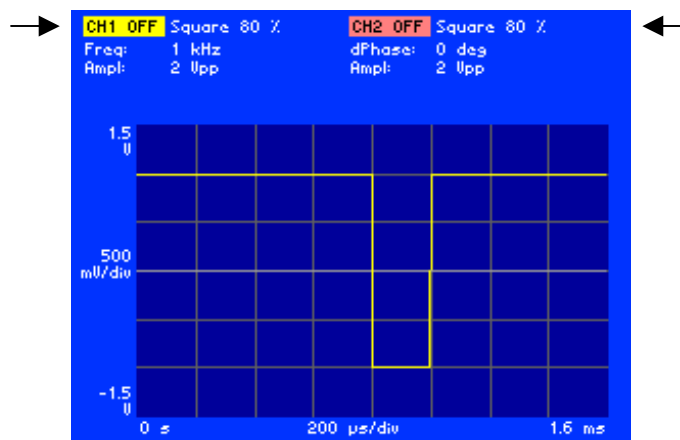 CH1 OFF Square 80 % CH2 OFF Square 80 %
Freq: 1 kHz dPhase: 0 deg
Ampl: 2 Vpp Ampl: 2 Vpp
1.5
V
500
mV/div
-1.5
V
0 s 200 µs/div 1.6 ms